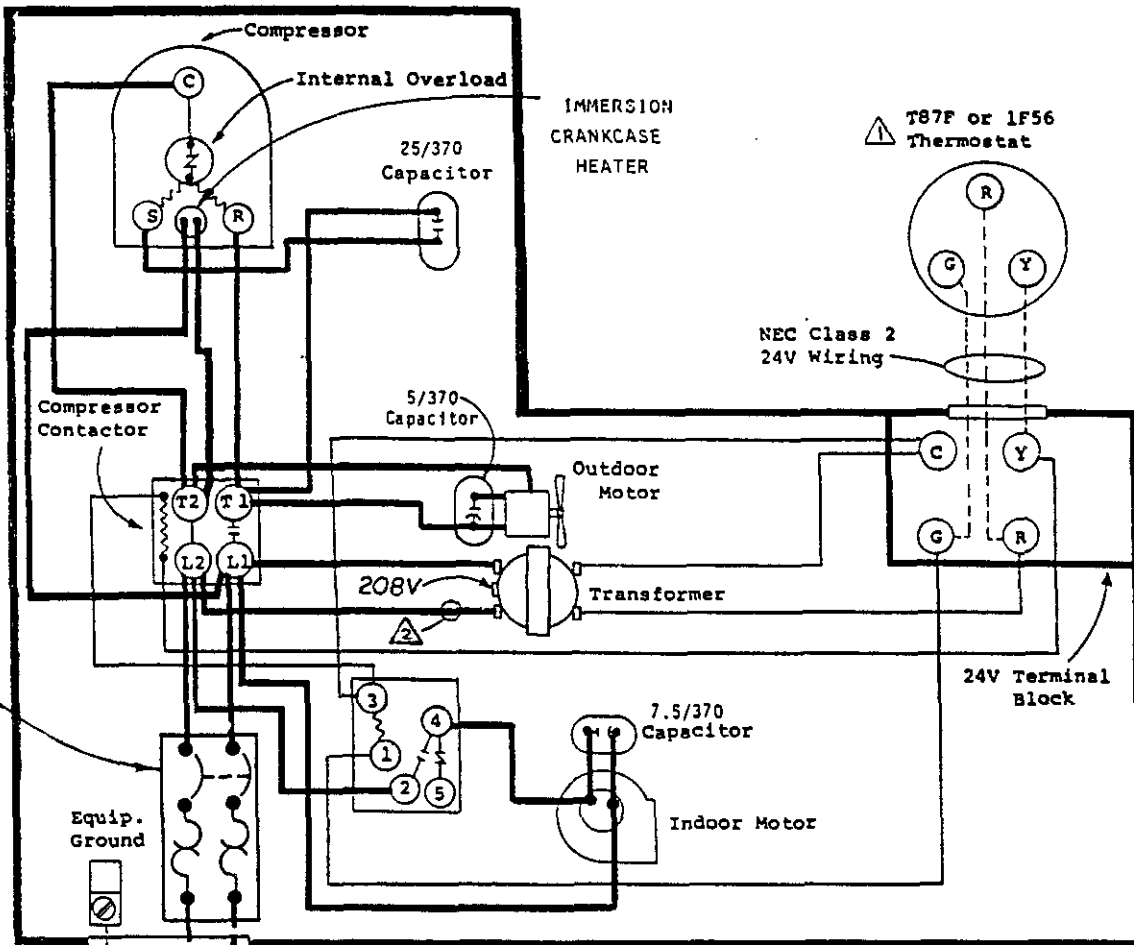 Compressor
C
Internal Overload
IMMERSION
CRANKCASE
HEATER
25/370
Capacitor
S
R
T87F or 1F56
1
Thermostat
R
G
Y
NEC Class 2
24V Wiring
Compressor
Contactor
5/370
Capacitor
Outdoor
Motor
C
Y
T2
T1
G
R
L2
L1
208V
Transformer
2
24V Terminal
Block
3
4
1
2
5
7.5/370
Capacitor
Indoor Motor
Equip.
Ground